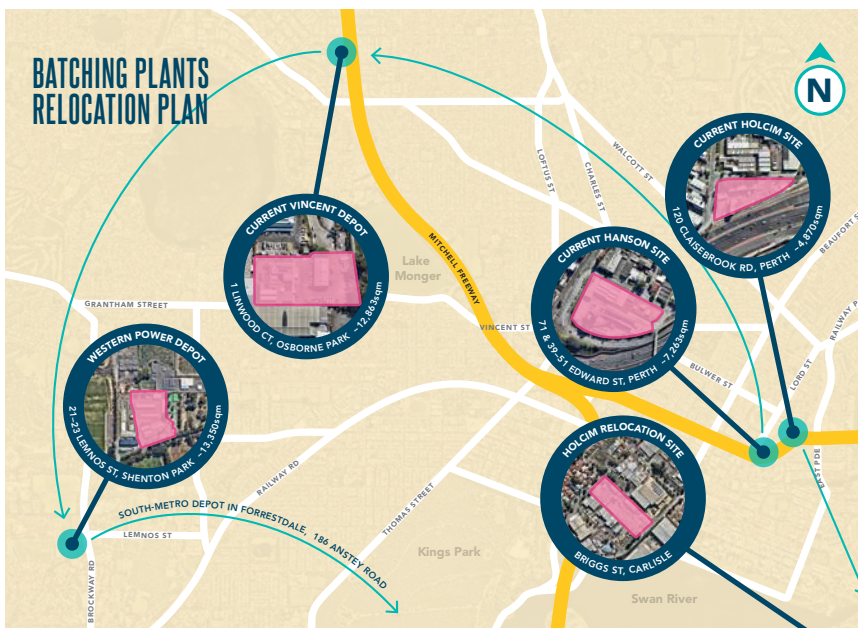 BATCHING PLANTS
RELOCATION PLAN
N
CURRENT HOLCIM SITE
120 CLAISEBROOK RD, PERTH ~4,870sqm
WALCOTT ST
LOFTUS ST
CHARLES ST
BEAUFORT S
CURRENT VINCENT DEPOT
1 LINWOOD CT, OSBORNE PARK ~12,863sqm
Lake
Monger
MITCHELL FREEWAY
CURRENT HANSON SITE
71 & 39–51 EDWARD ST, PERTH ~7,263sqm
GRANTHAM STREET
VINCENT ST
RAILWAY P
BULWER ST
LORD ST
WESTERN POWER DEPOT
21–23 LEMNOS ST, SHENTON PARK ~13,350sqm
HOLCIM RELOCATION SITE
BRIGGS ST, CARLISLE
RAILWAY RD
THOMAS STREET
EAST PDE
SOUTH-METRO DEPOT IN FORRESTDALE, 186 ANSTEY ROAD
LEMNOS ST
BROCKWAY RD
Kings Park
Swan River